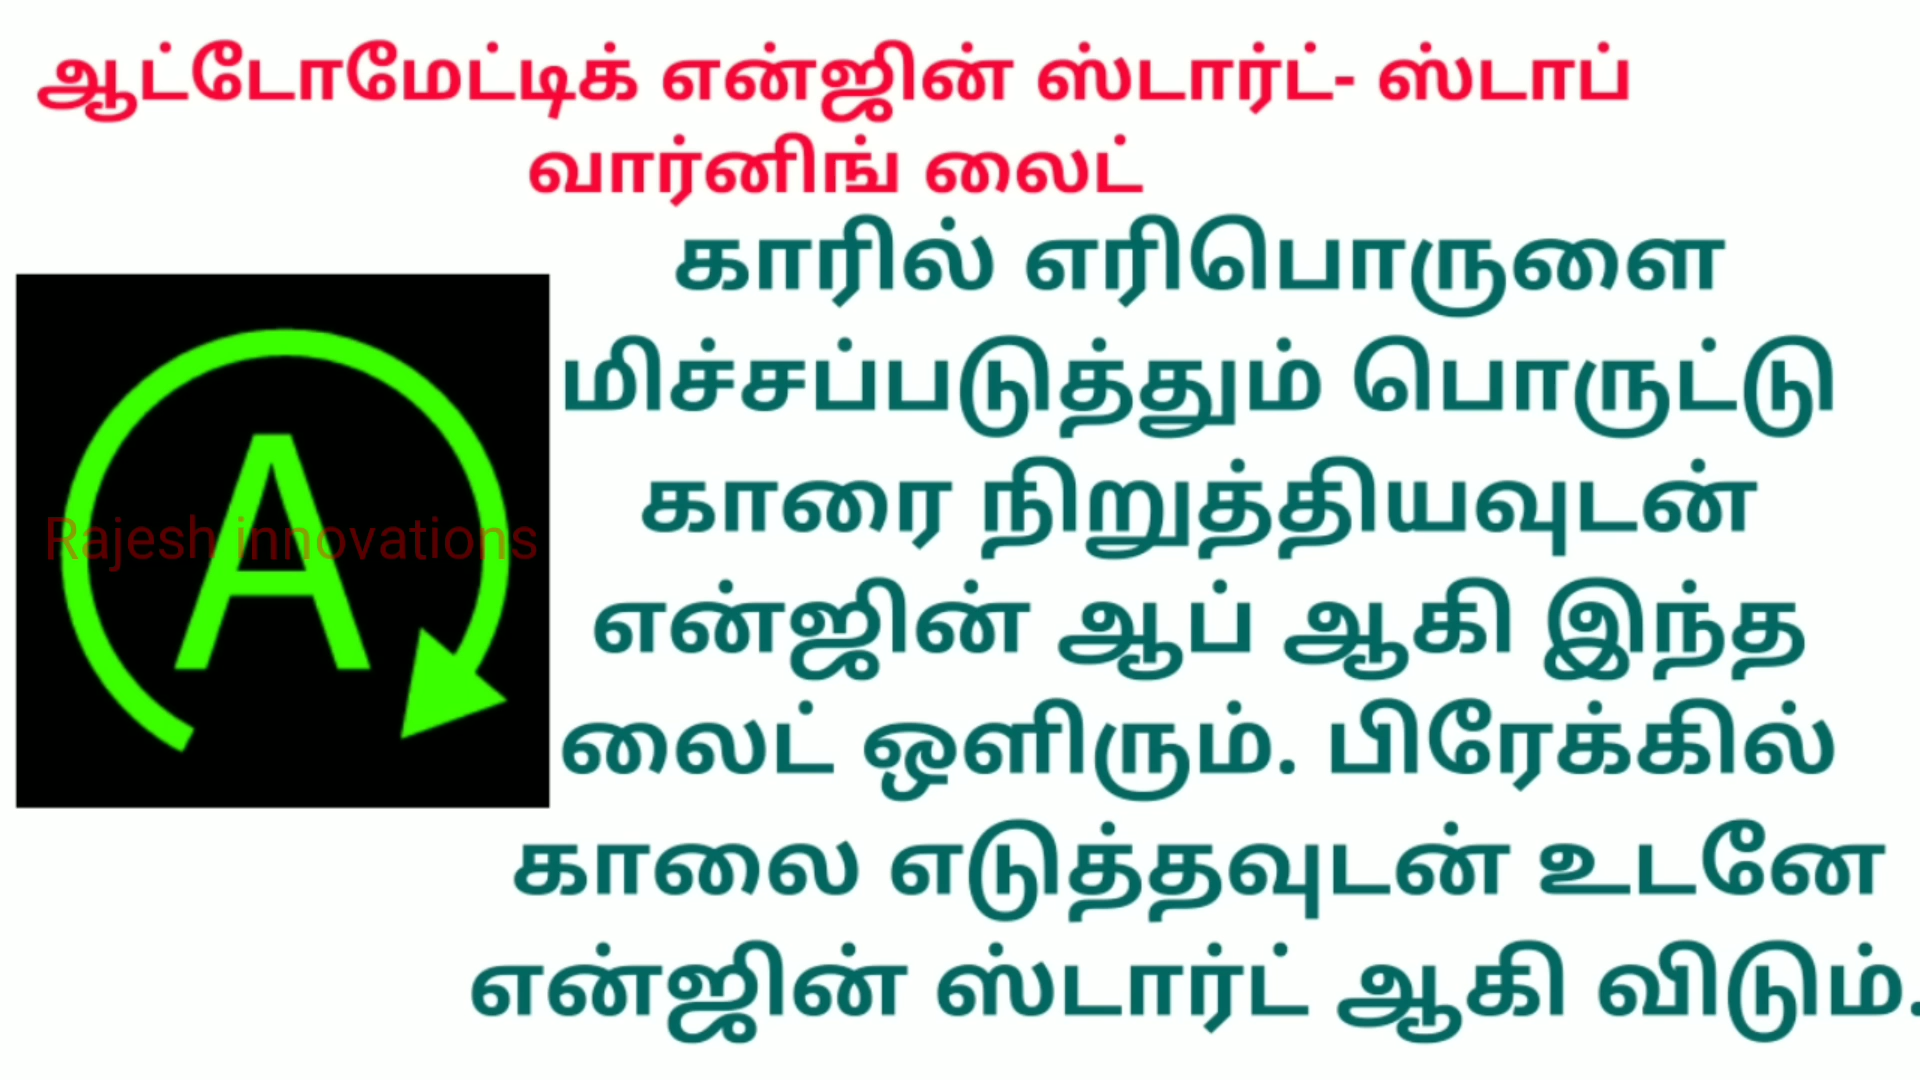 ஆட்டோமேட்டிக் என்ஜின் ஸ்டார்ட்- ஸ்டாப்
வார்னிங் லைட்
காரில் எரிபொருளை
மிச்சப்படுத்தும் பொருட்டு
காரை நிறுத்தியவுடன்
என்ஜின் ஆப் ஆகி இந்த
லைட் ஒளிரும். பிரேக்கில்
காலை எடுத்தவுடன் உடனே
என்ஜின் ஸ்டார்ட் ஆகி விடும்.
A
Rajesh innovations